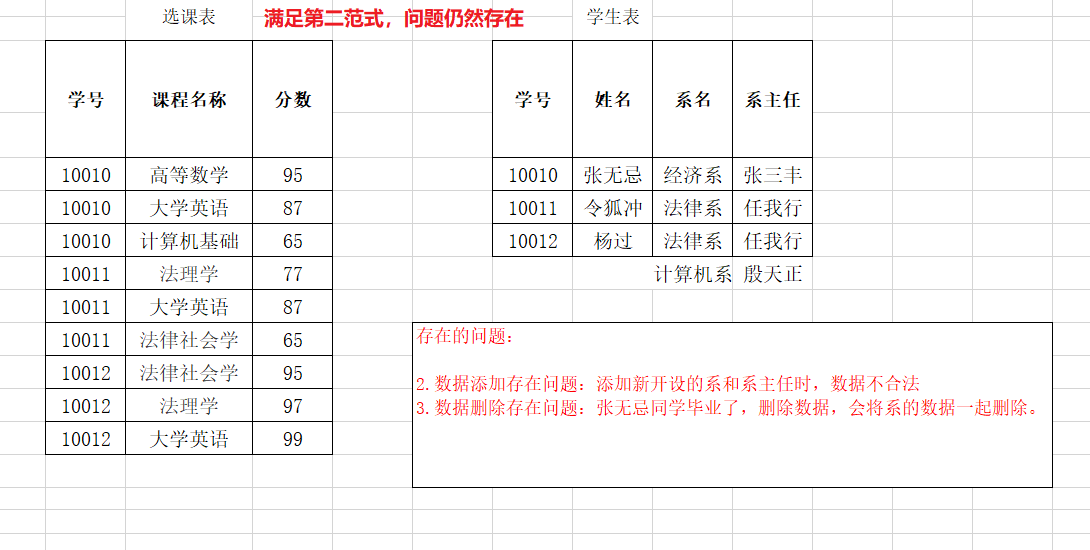 选课表 满足第二范式，问题仍然存在 学生表
学号 课程名称 分数
10010 高等数学 95
10010 大学英语 87
10010 计算机基础 65
10011 法理学 77
10011 大学英语 87
10011 法律社会学 65
10012 法律社会学 95
10012 法理学 97
10012 大学英语 99
学号 姓名 系名 系主任
10010 张无忌 经济系 张三丰
10011 令狐冲 法律系 任我行
10012 杨过 法律系 任我行
计算机系 殷天正
存在的问题：
2.数据添加存在问题：添加新开设的系和系主任时，数据不合法
3.数据删除存在问题：张无忌同学毕业了，删除数据，会将系的数据一起删除。